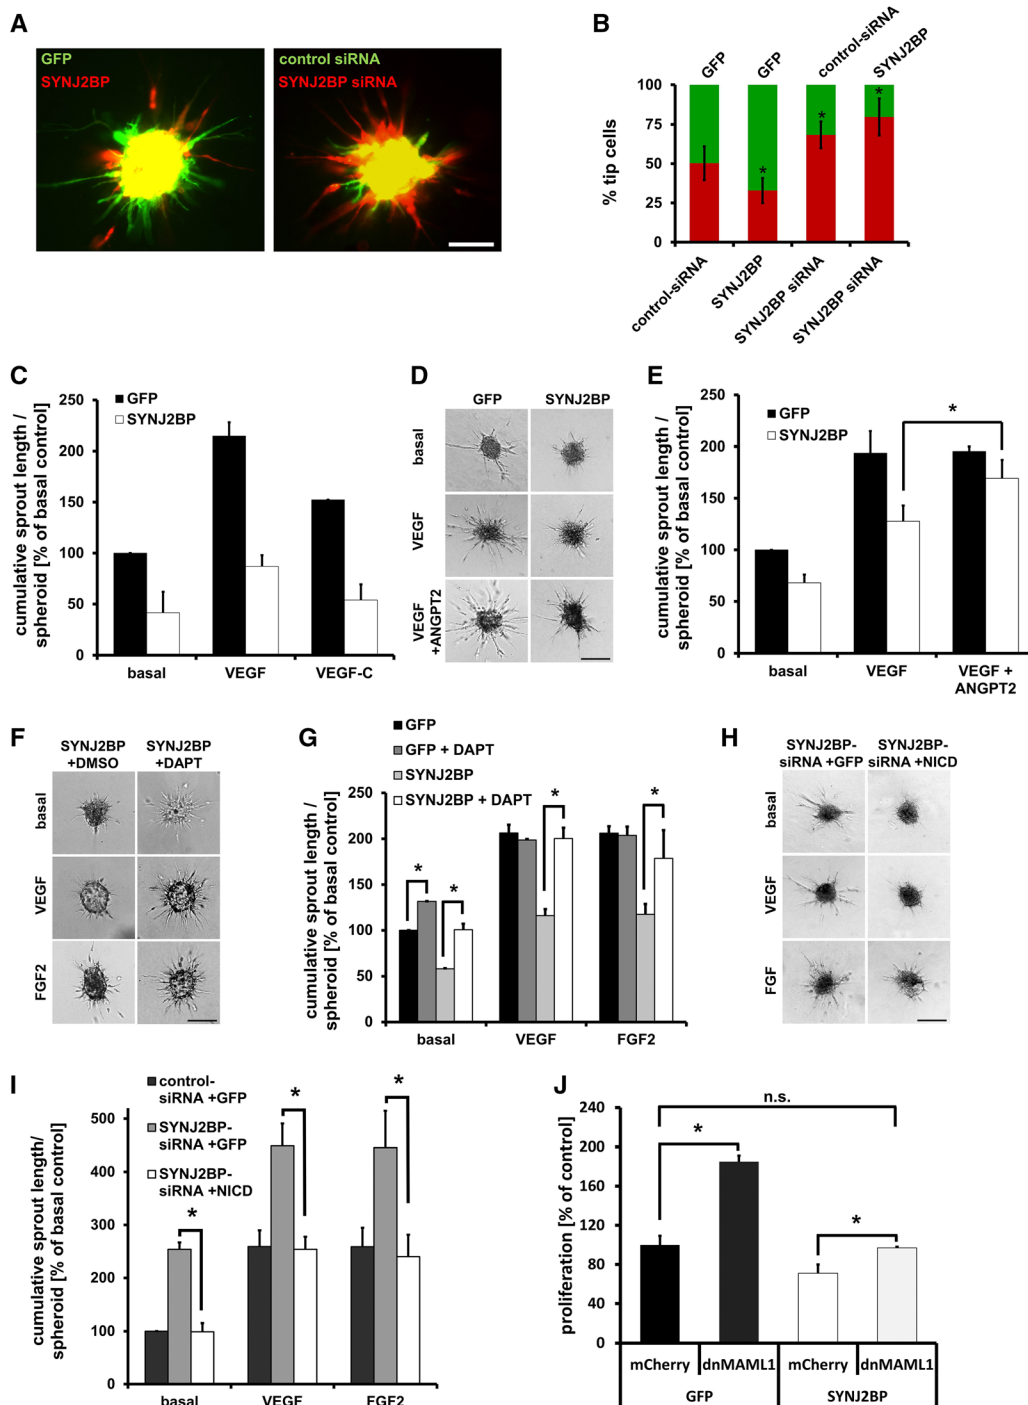 A
GFP
SYNJ2BP
control siRNA
SYNJ2BP siRNA
B
GFP
GFP
control-siRNA
SYNJ2BP
% tip cells
100
75
50
25
0
*
*
*
control-siRNA
SYNJ2BP
SYNJ2BP siRNA
SYNJ2BP siRNA
C
cumulative sprout length /
spheroid [% of basal control]
GFP
SYNJ2BP
250
200
150
100
50
0
basal
VEGF
VEGF-C
D
GFP
SYNJ2BP
basal
VEGF
VEGF
+ANGPT2
E
cumulative sprout length /
spheroid [% of basal control]
GFP
SYNJ2BP
250
200
150
100
50
0
*
basal
VEGF
VEGF +
ANGPT2
F
SYNJ2BP
+DMSO
SYNJ2BP
+DAPT
basal
VEGF
FGF2
G
GFP
GFP + DAPT
SYNJ2BP
SYNJ2BP + DAPT
cumulative sprout length /
spheroid [% of basal control]
250
200
150
100
50
0
*
*
*
*
basal
VEGF
FGF2
H
SYNJ2BP-
siRNA +GFP
SYNJ2BP-
siRNA +NICD
basal
VEGF
FGF
I
control-
siRNA +GFP
SYNJ2BP-
siRNA +GFP
SYNJ2BP-
siRNA +NICD
cumulative sprout length/
spheroid [% of basal control]
500
400
300
200
100
0
*
*
*
basal
VEGF
FGF2
J
proliferation [% of control]
240
200
160
120
80
40
0
n.s.
*
*
mCherry
dnMAML1
mCherry
dnMAML1
GFP
SYNJ2BP